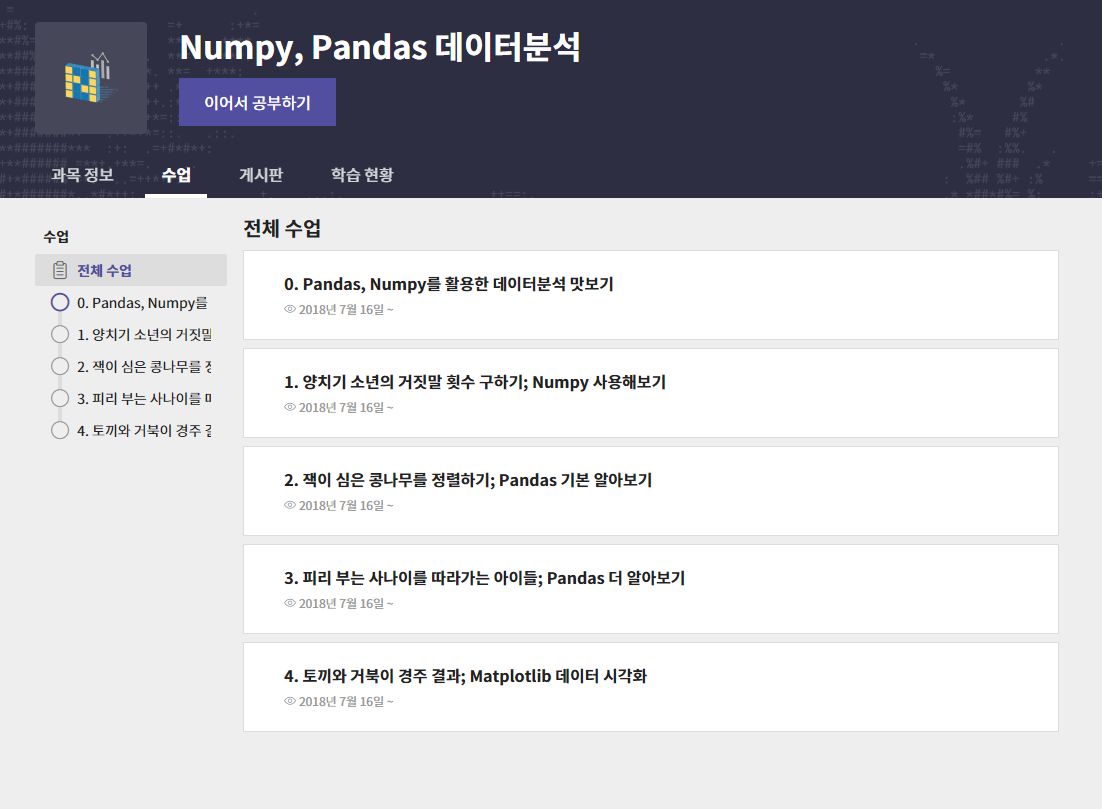 Numpy, Pandas 데이터분석
이어서 공부하기
과목 정보
수업
게시판
학습 현황
수업
전체 수업
0. Pandas, Numpy를
1. 양치기 소년의 거짓말
2. 잭이 심은 콩나무를
3. 피리 부는 사나이를
4. 토끼와 거북이 경주
전체 수업
0. Pandas, Numpy를 활용한 데이터분석 맛보기
2018년 7월 16일 ~
1. 양치기 소년의 거짓말 횟수 구하기; Numpy 사용해보기
2018년 7월 16일 ~
2. 잭이 심은 콩나무를 정렬하기; Pandas 기본 알아보기
2018년 7월 16일 ~
3. 피리 부는 사나이를 따라가는 아이들; Pandas 더 알아보기
2018년 7월 16일 ~
4. 토끼와 거북이 경주 결과; Matplotlib 데이터 시각화
2018년 7월 16일 ~